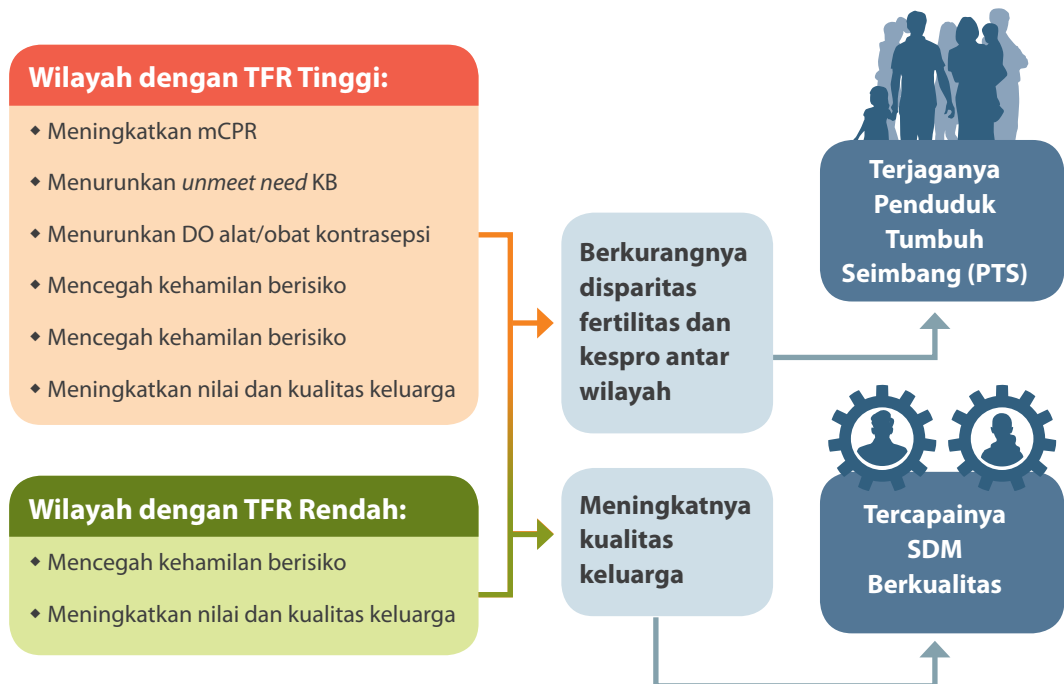 Wilayah dengan TFR Tinggi:
◆ Meningkatkan mCPR
◆ Menurunkan unmeet need KB
◆ Menurunkan DO alat/obat kontrasepsi
◆ Mencegah kehamilan berisiko
◆ Mencegah kehamilan berisiko
◆ Meningkatkan nilai dan kualitas keluarga
Wilayah dengan TFR Rendah:
◆ Mencegah kehamilan berisiko
◆ Meningkatkan nilai dan kualitas keluarga
Berkurangnya
disparitas
fertilitas dan
kespro antar
wilayah
Meningkatnya
kualitas
keluarga
Terjaganya
Penduduk
Tumbuh
Seimbang (PTS)
Tercapainya
SDM
Berkualitas